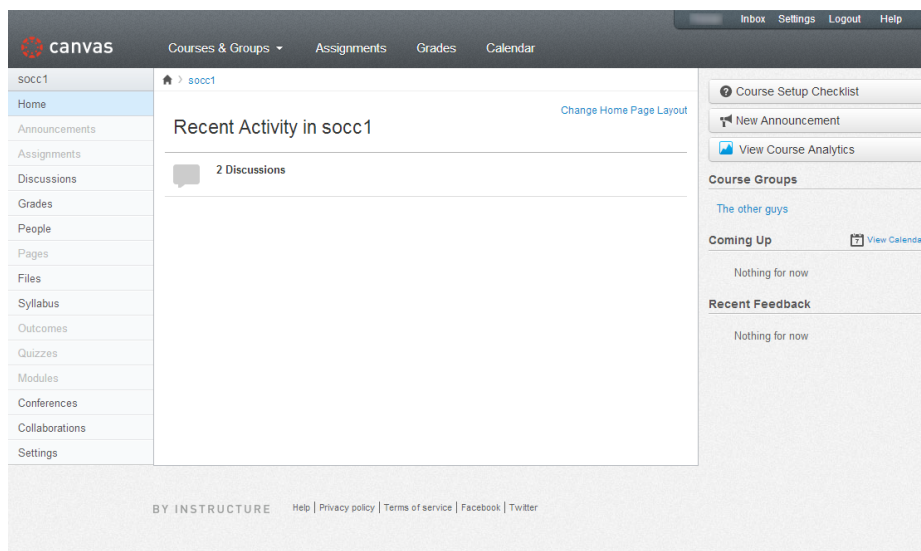 Inbox Settings Logout Help
canvas
Courses & Groups Assignments Grades Calendar
socc1
Home
Announcements
Assignments
Discussions
Grades
People
Pages
Files
Syllabus
Outcomes
Quizzes
Modules
Conferences
Collaborations
Settings
socc1
Change Home Page Layout
Recent Activity in socc1
2 Discussions
Course Setup Checklist
New Announcement
View Course Analytics
Course Groups
The other guys
Coming Up
7 View Calenda
Nothing for now
Recent Feedback
Nothing for now
BY INSTRUCTURE Help | Privacy policy | Terms of service | Facebook | Twitter